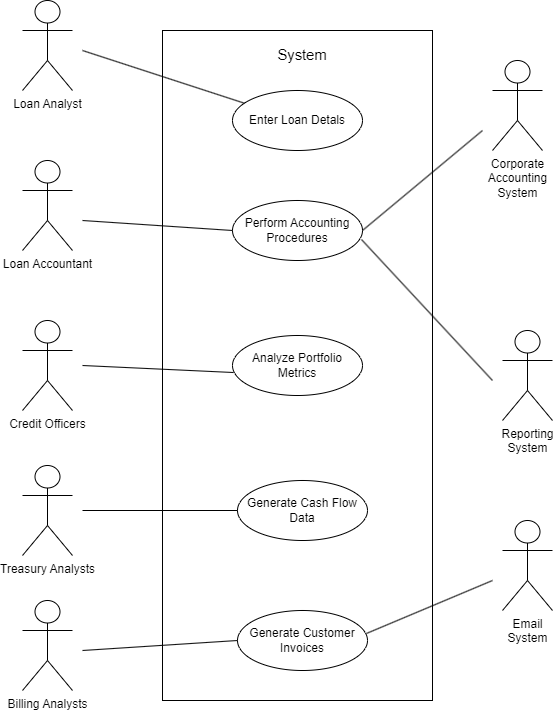 System
Loan Analyst
Enter Loan Detals
Corporate
Accounting
System
Loan Accountant
Perform Accounting
Procedures
Credit Officers
Analyze Portfolio
Metrics
Reporting
System
Treasury Analysts
Generate Cash Flow
Data
Billing Analysts
Generate Customer
Invoices
Email
System